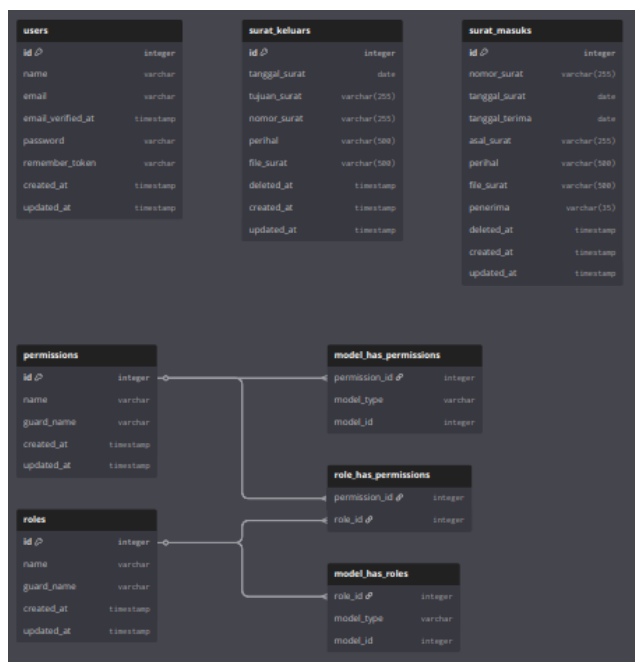 users
id integer
name varchar
email varchar
email_verified_at timestamp
password varchar
remember_token varchar
created_at timestamp
updated_at timestamp
surat_keluars
id integer
tanggal_surat date
tujuan_surat varchar(255)
nomor_surat varchar(255)
perihal varchar(500)
file_surat varchar(500)
deleted_at timestamp
created_at timestamp
updated_at timestamp
surat_masuks
id integer
nomor_surat varchar(255)
tanggal_surat date
tanggal_terima date
asal_surat varchar(255)
perihal varchar(500)
file_surat varchar(500)
penerima varchar(35)
deleted_at timestamp
created_at timestamp
updated_at timestamp
permissions
id integer
name varchar
guard_name varchar
created_at timestamp
updated_at timestamp
model_has_permissions
permission_id integer
model_type varchar
model_id integer
role_has_permissions
permission_id integer
role_id integer
roles
id integer
name varchar
guard_name varchar
created_at timestamp
updated_at timestamp
model_has_roles
role_id integer
model_type varchar
model_id integer